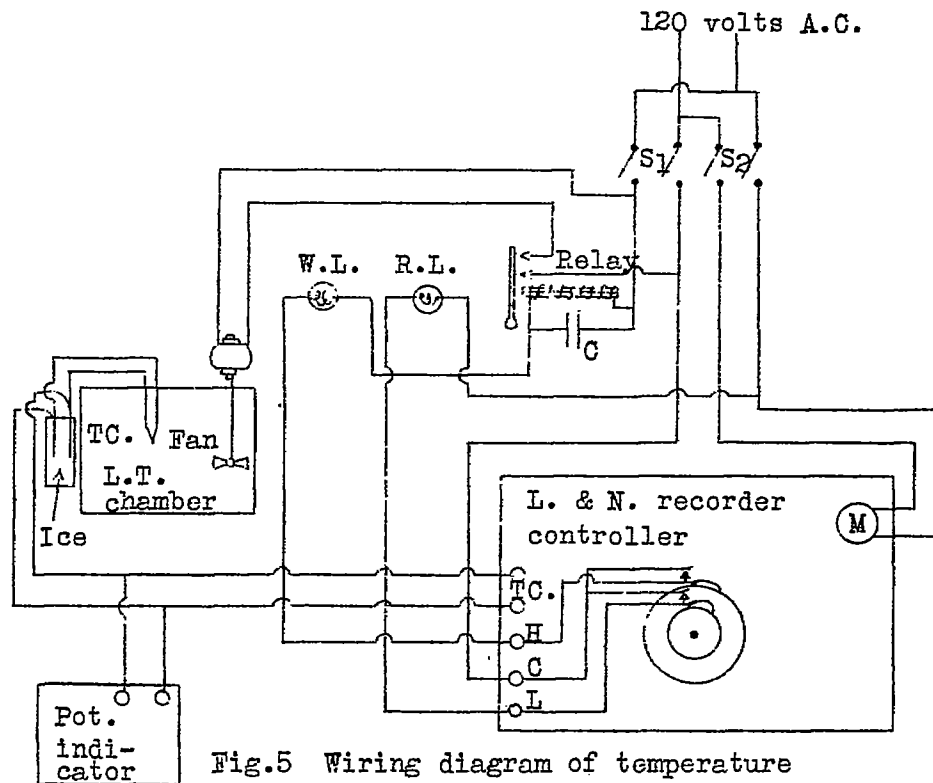 120 volts A.C.
S1
S2
W.L.
R.L.
Relay
C
TC.
Fan
L.T.
chamber
Ice
L. & N. recorder
controller
M
TC.
H
C
L
Pot.
indi-
cator
Fig.5 Wiring diagram of temperature